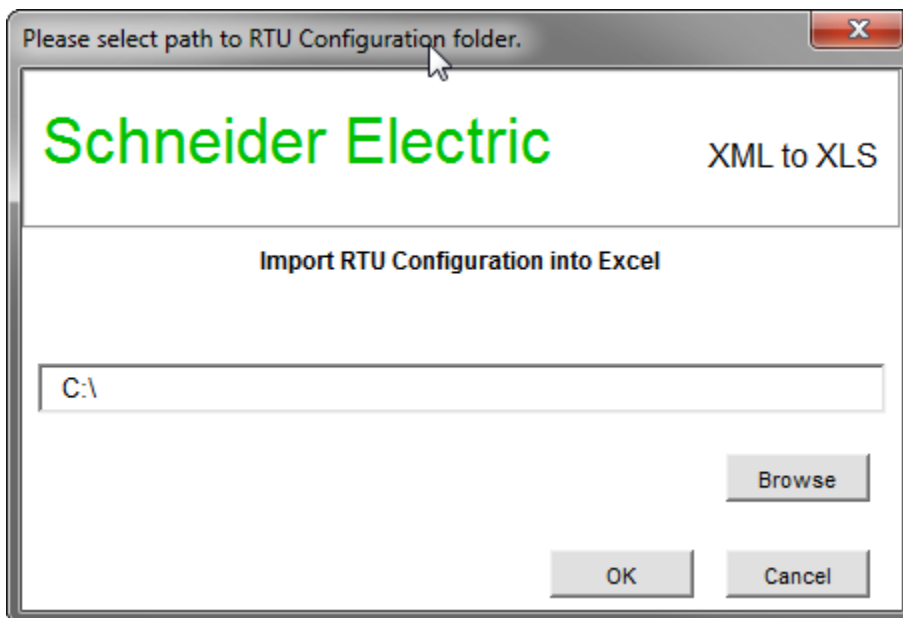 Please select path to RTU Configuration folder.
Schneider Electric
XML to XLS
Import RTU Configuration into Excel
C:\
Browse
OK
Cancel